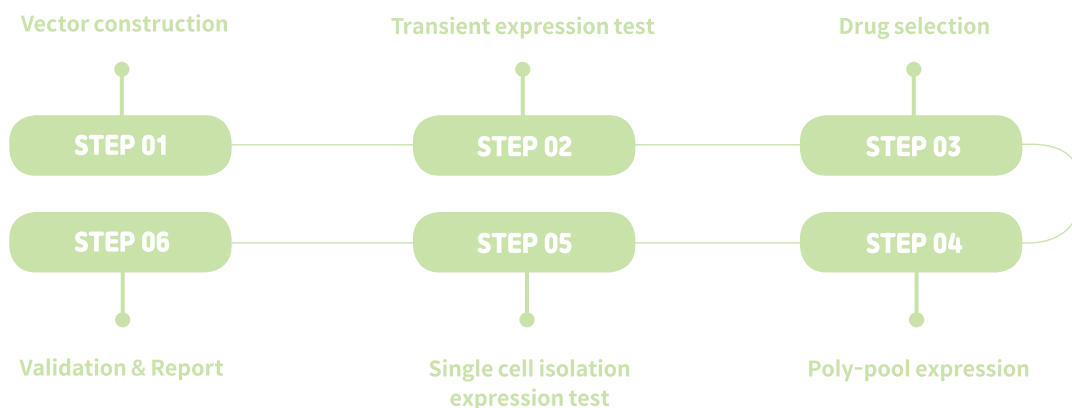 Vector construction
Transient expression test
Drug selection
STEP 01
STEP 02
STEP 03
STEP 06
STEP 05
STEP 04
Validation & Report
Single cell isolation
expression test
Poly-pool expression